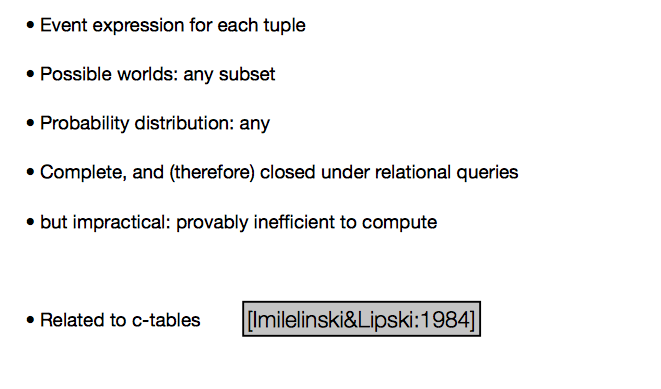 • Event expression for each tuple
• Possible worlds: any subset
• Probability distribution: any
• Complete, and (therefore) closed under relational queries
• but impractical: provably inefficient to compute
• Related to c-tables [Imilelinski&Lipski:1984]